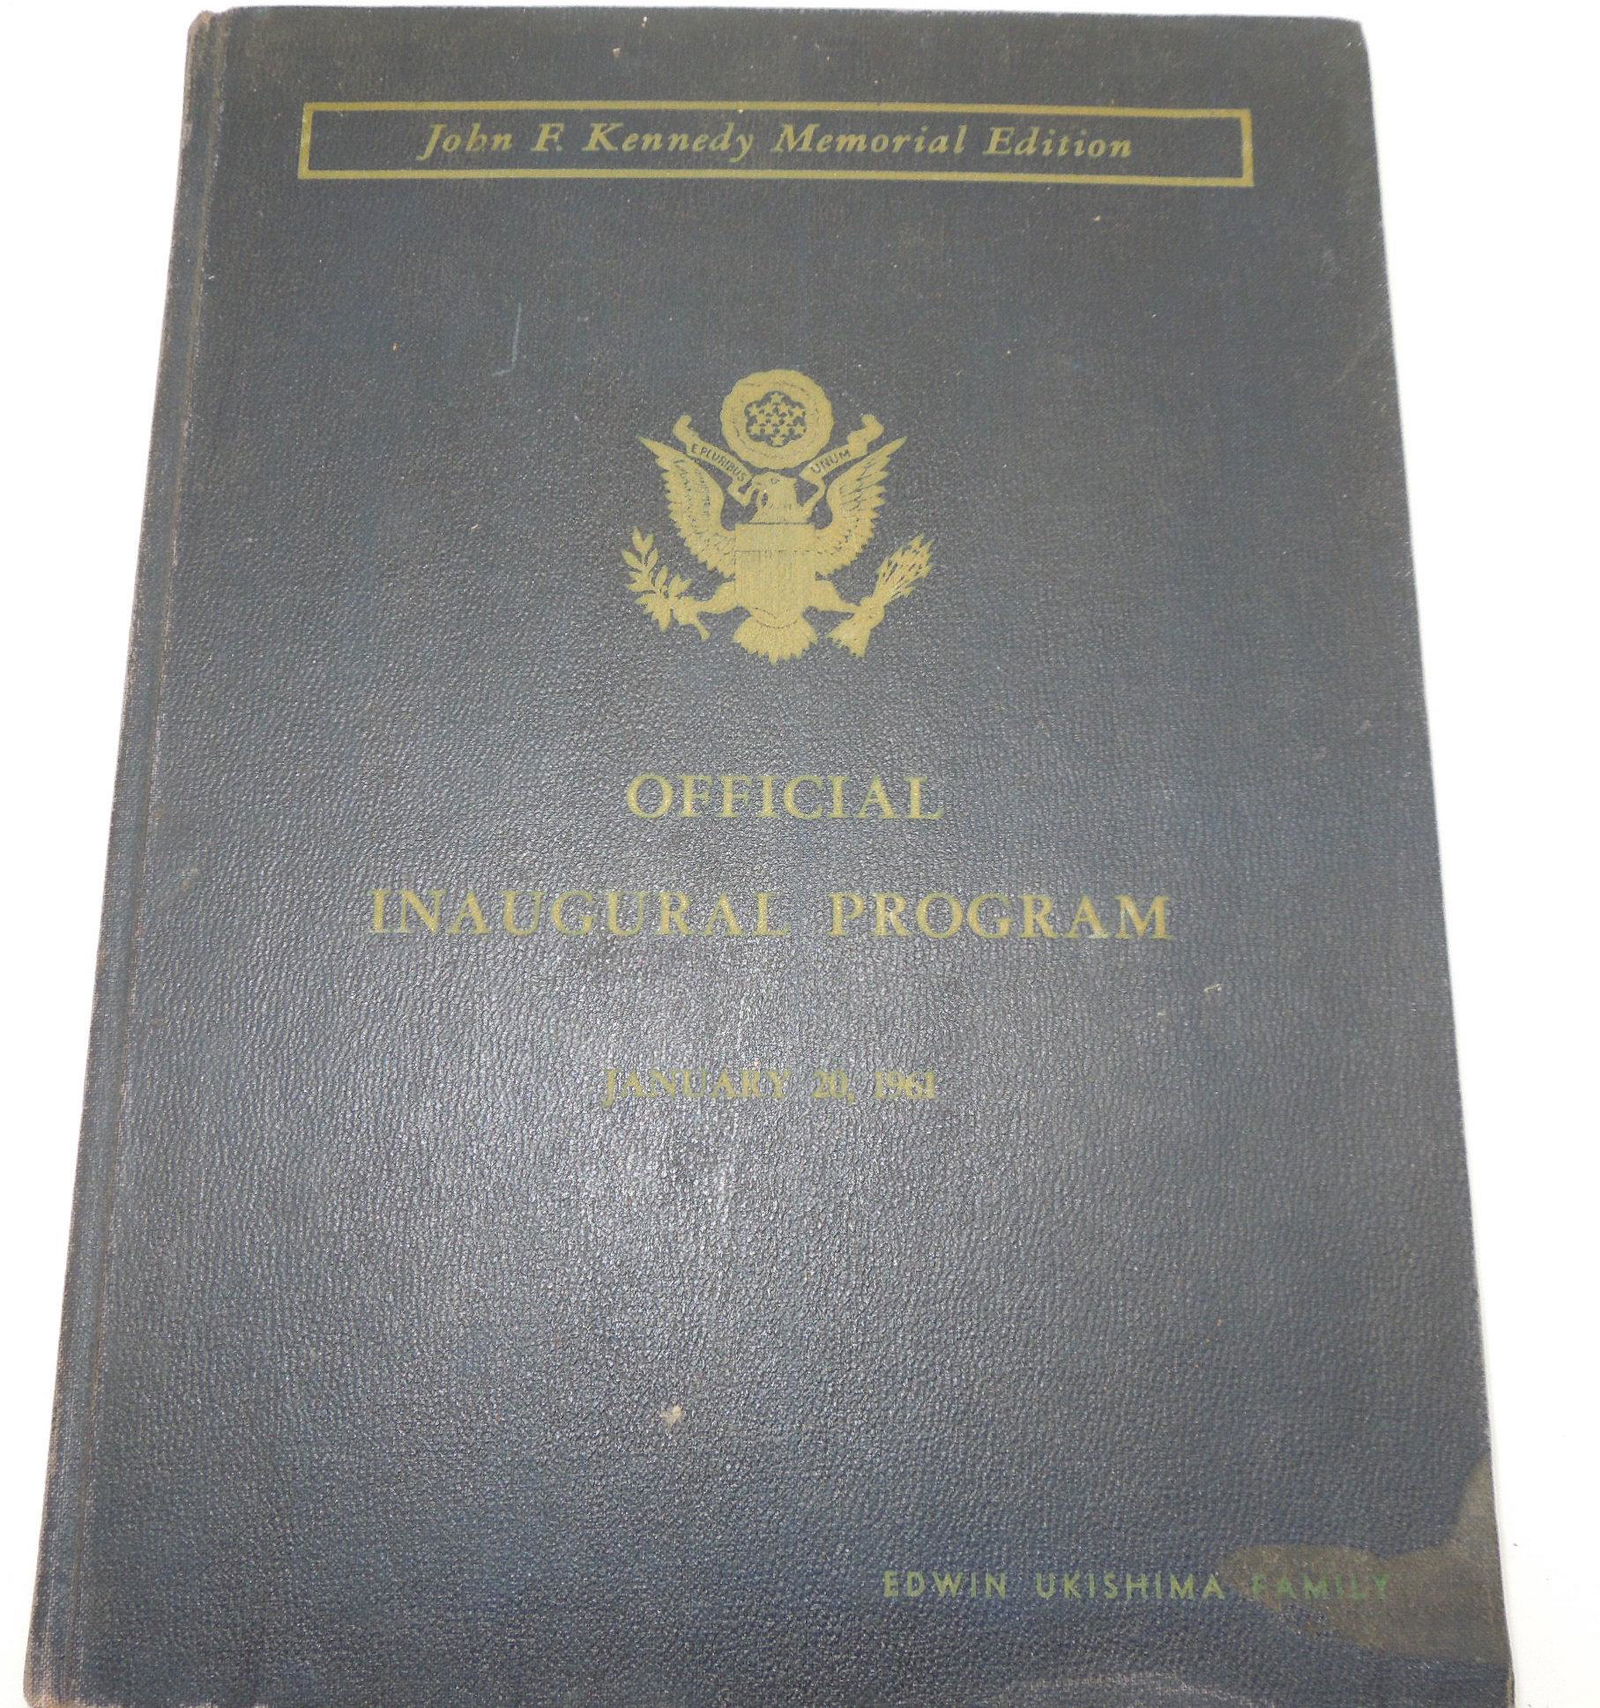 John F. Kennedy Memorial Edition
E PLURIBUS UNUM
OFFICIAL
INAUGURAL PROGRAM
JANUARY 20, 1961
EDWIN UKISHIMA FAMILY